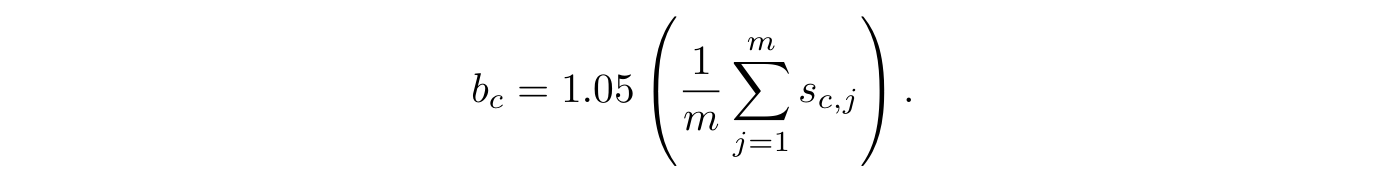 b_c = 1.05 \left( \frac{1}{m} \sum_{j=1}^{m} s_{c,j} \right).